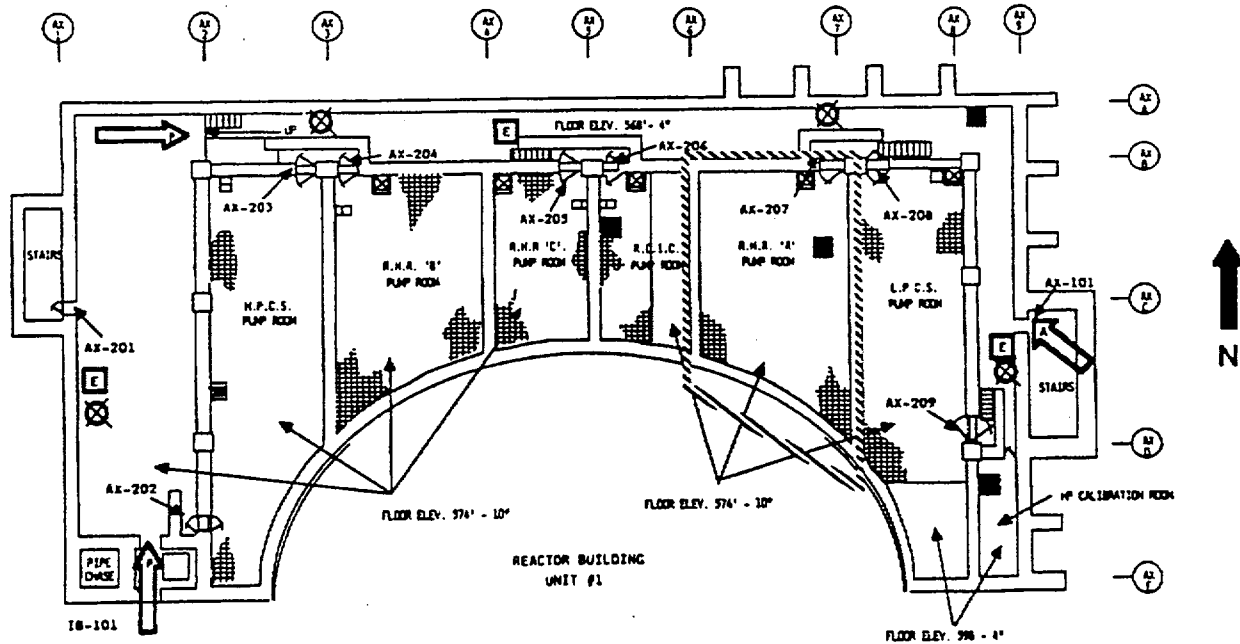 AX
1
AX
2
AX
3
AX
4
AX
5
AX
6
AX
7
AX
8
AX
9
AX
A
AX
B
AX
C
AX
D
AX
E
P
UP
E
FLOOR ELEV. 568' - 4"
AX-204
AX-206
AX-203
AX-205
AX-207
AX-208
STAIRS
H.P.C.S.
PUMP ROOM
R.H.R. 'B'
PUMP ROOM
R.H.R 'C'.
PUMP ROOM
R.C.I.C.
PUMP ROOM
R.H.R. 'A'
PUMP ROOM
L.P.C.S.
PUMP ROOM
AX-101
A
N
AX-201
E
E
STAIRS
AX-209
AX-202
FLOOR ELEV. 574' - 10"
FLOOR ELEV. 574' - 10"
HP CALIBRATION ROOM
PIPE
CHASE
P
REACTOR BUILDING
UNIT #1
IB-101